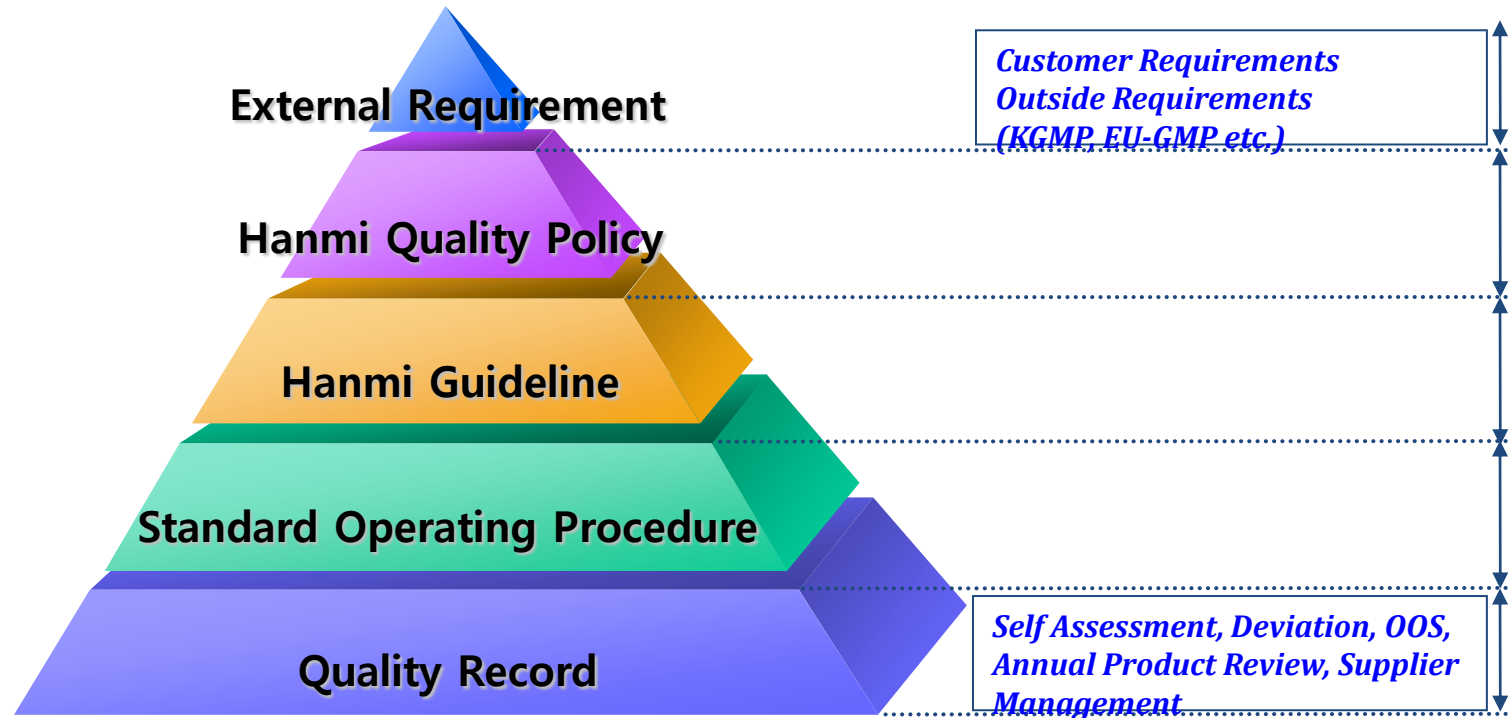 External Requirement
Customer Requirements
Outside Requirements
(KGMP, EU-GMP etc.)
Hanmi Quality Policy
Hanmi Guideline
Standard Operating Procedure
Quality Record
Self Assessment, Deviation, OOS,
Annual Product Review, Supplier
Management